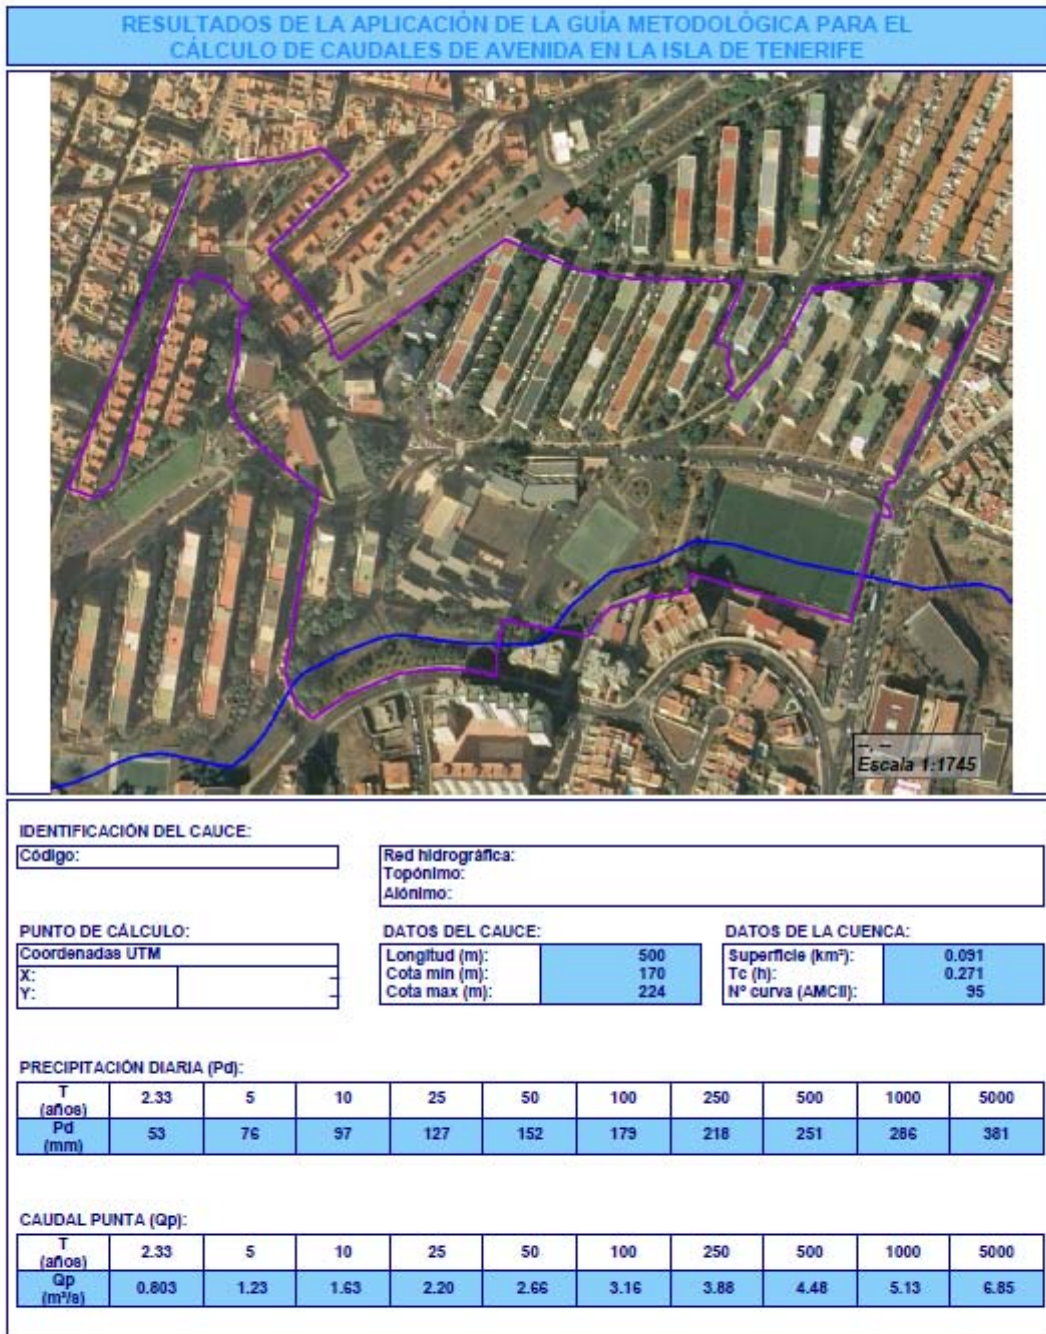 RESULTADOS DE LA APLICACIÓN DE LA GUÍA METODOLÓGICA PARA EL
CÁLCULO DE CAUDALES DE AVENIDA EN LA ISLA DE TENERIFE
--, --
Escala 1:1745
IDENTIFICACIÓN DEL CAUCE:
Código:
Red hidrográfica:
Topónimo:
Alónimo:
PUNTO DE CÁLCULO:
Coordenadas UTM
X: --
Y: --
DATOS DEL CAUCE:
Longitud (m): 500
Cota min (m): 170
Cota max (m): 224
DATOS DE LA CUENCA:
Superficie (km²): 0.091
Tc (h): 0.271
Nº curva (AMCII): 95
PRECIPITACIÓN DIARIA (Pd):
T (años) 2.33 5 10 25 50 100 250 500 1000 5000
Pd (mm) 53 76 97 127 152 179 218 251 286 381
CAUDAL PUNTA (Qp):
T (años) 2.33 5 10 25 50 100 250 500 1000 5000
Qp (m³/s) 0.803 1.23 1.63 2.20 2.66 3.16 3.88 4.48 5.13 6.85